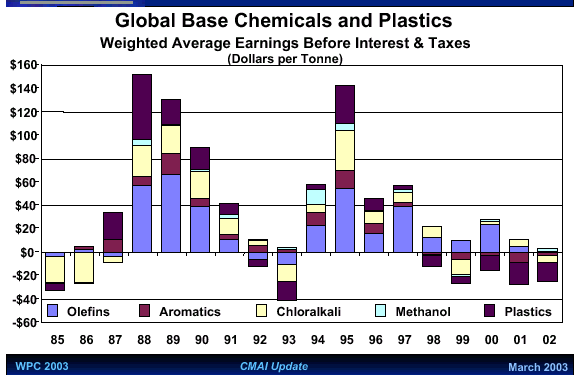 Global Base Chemicals and Plastics
Weighted Average Earnings Before Interest & Taxes
(Dollars per Tonne)
$160
$140
$120
$100
$80
$60
$40
$20
$0
-$20
-$40
-$60
Olefins Aromatics Chloralkali Methanol Plastics
85 86 87 88 89 90 91 92 93 94 95 96 97 98 99 00 01 02
WPC 2003 CMAI Update March 2003